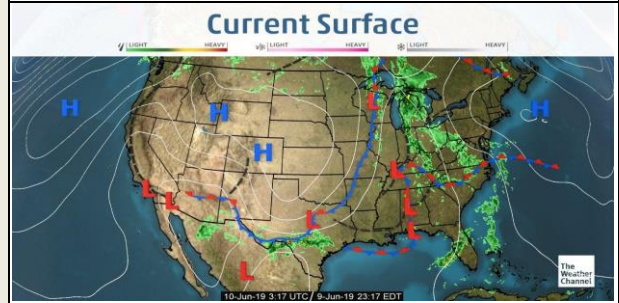 Current Surface
LIGHT HEAVY LIGHT HEAVY LIGHT HEAVY
H H H H
L L L L L L L L
The
Weather
Channel
10-Jun-19 3:17 UTC / 9-Jun-19 23:17 EDT